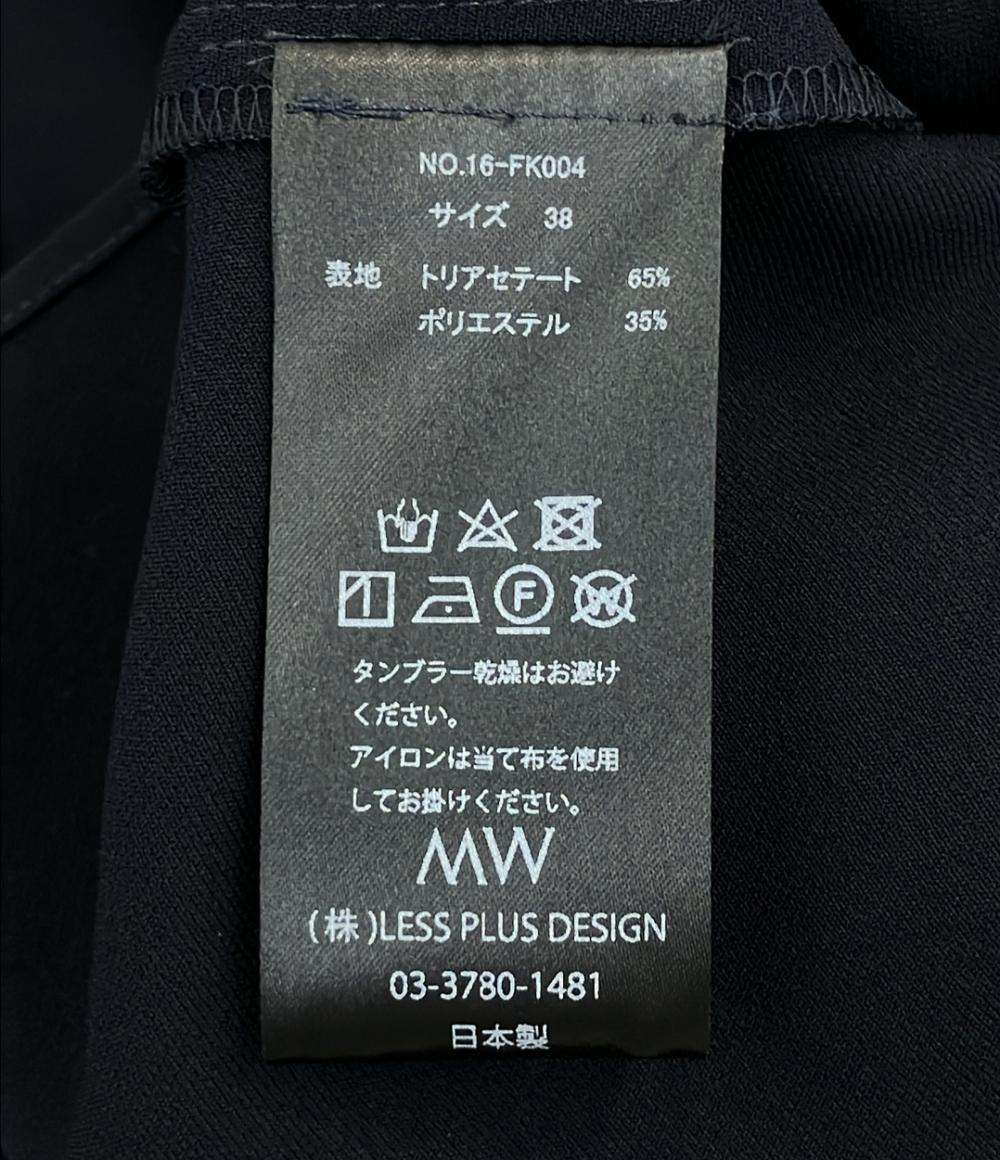 NO.16-FK004
サイズ 38
表地 トリアセテート 65%
ポリエステル 35%
F
W
タンブラー乾燥はお避け
ください。
アイロンは当て布を使用
してお掛けください。
MW
(株)LESS PLUS DESIGN
03-3780-1481
日本製